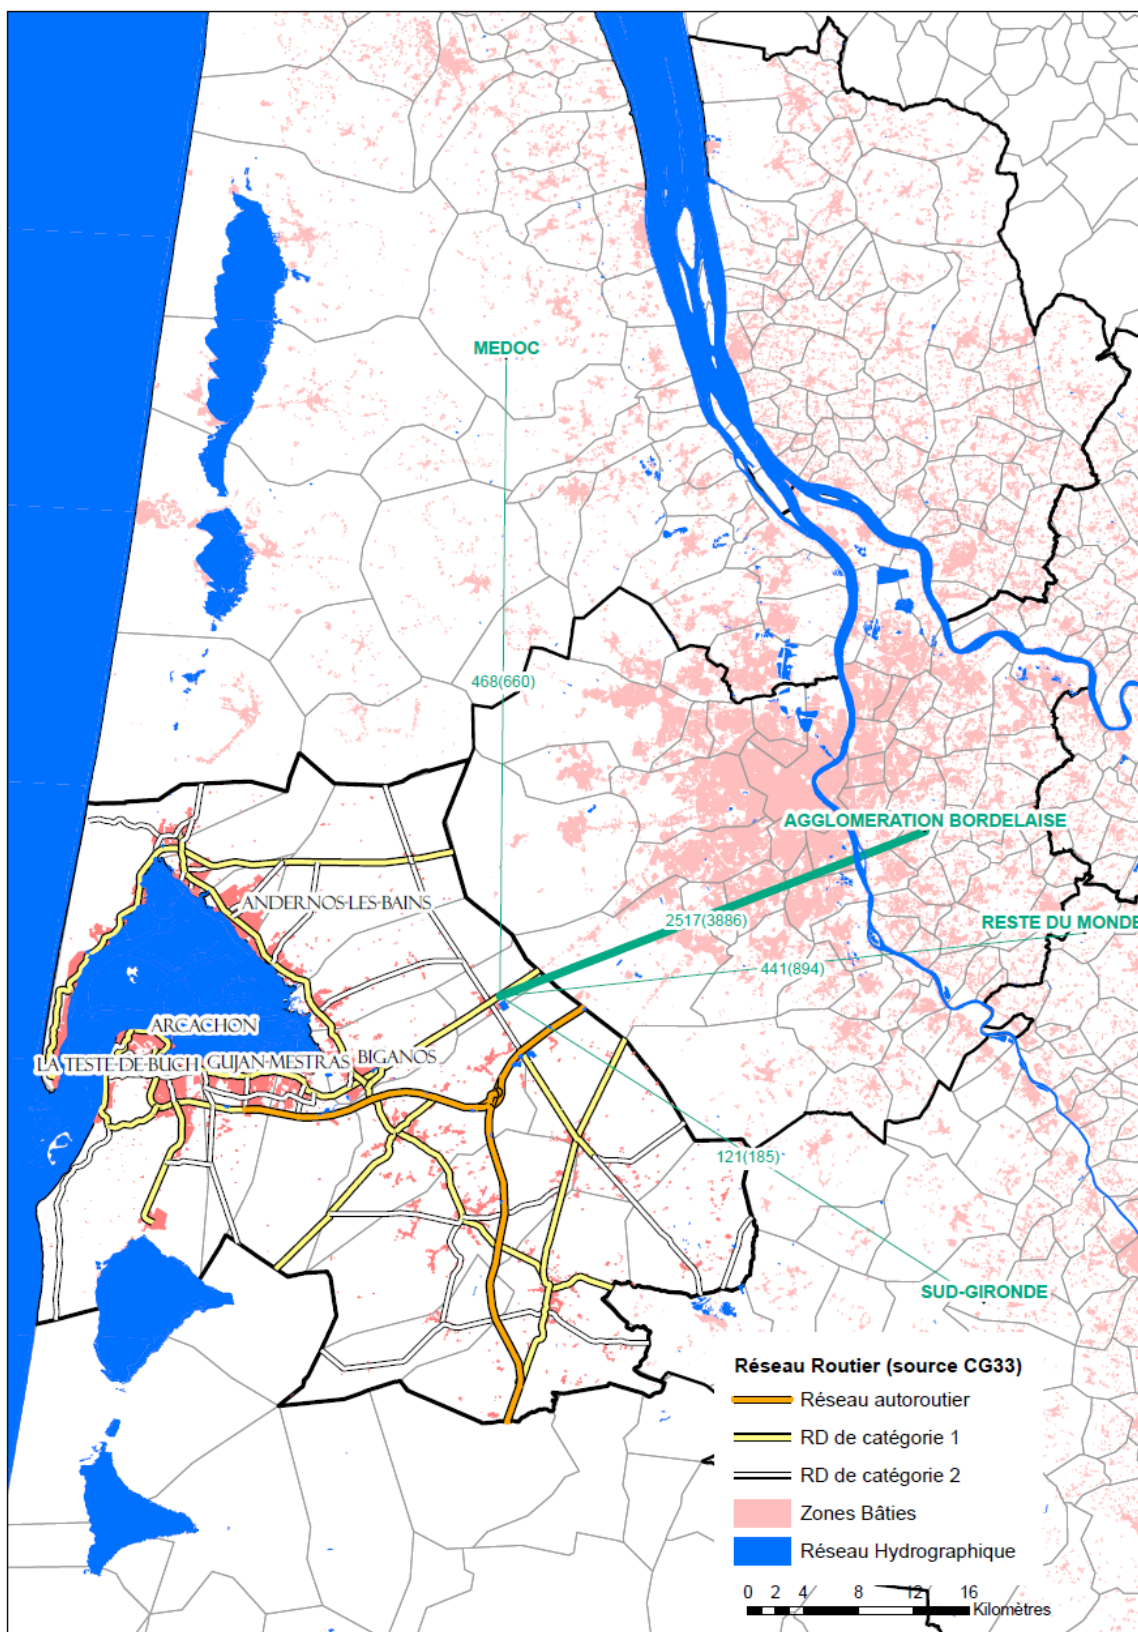 MEDOC
468(660)
AGGLOMERATION BORDELAISE
ANDERNOS-LES-BAINS
2517(3886)
RESTE DU MONDE
441(894)
ARCACHON
LA TESTE-DE-BUCH
GUJAN-MESTRAS
BIGANOS
121(185)
SUD-GIRONDE
Réseau Routier (source CG33)
Réseau autoroutier
RD de catégorie 1
RD de catégorie 2
Zones Bâties
Réseau Hydrographique
0 2 4 8 12 16
Kilomètres